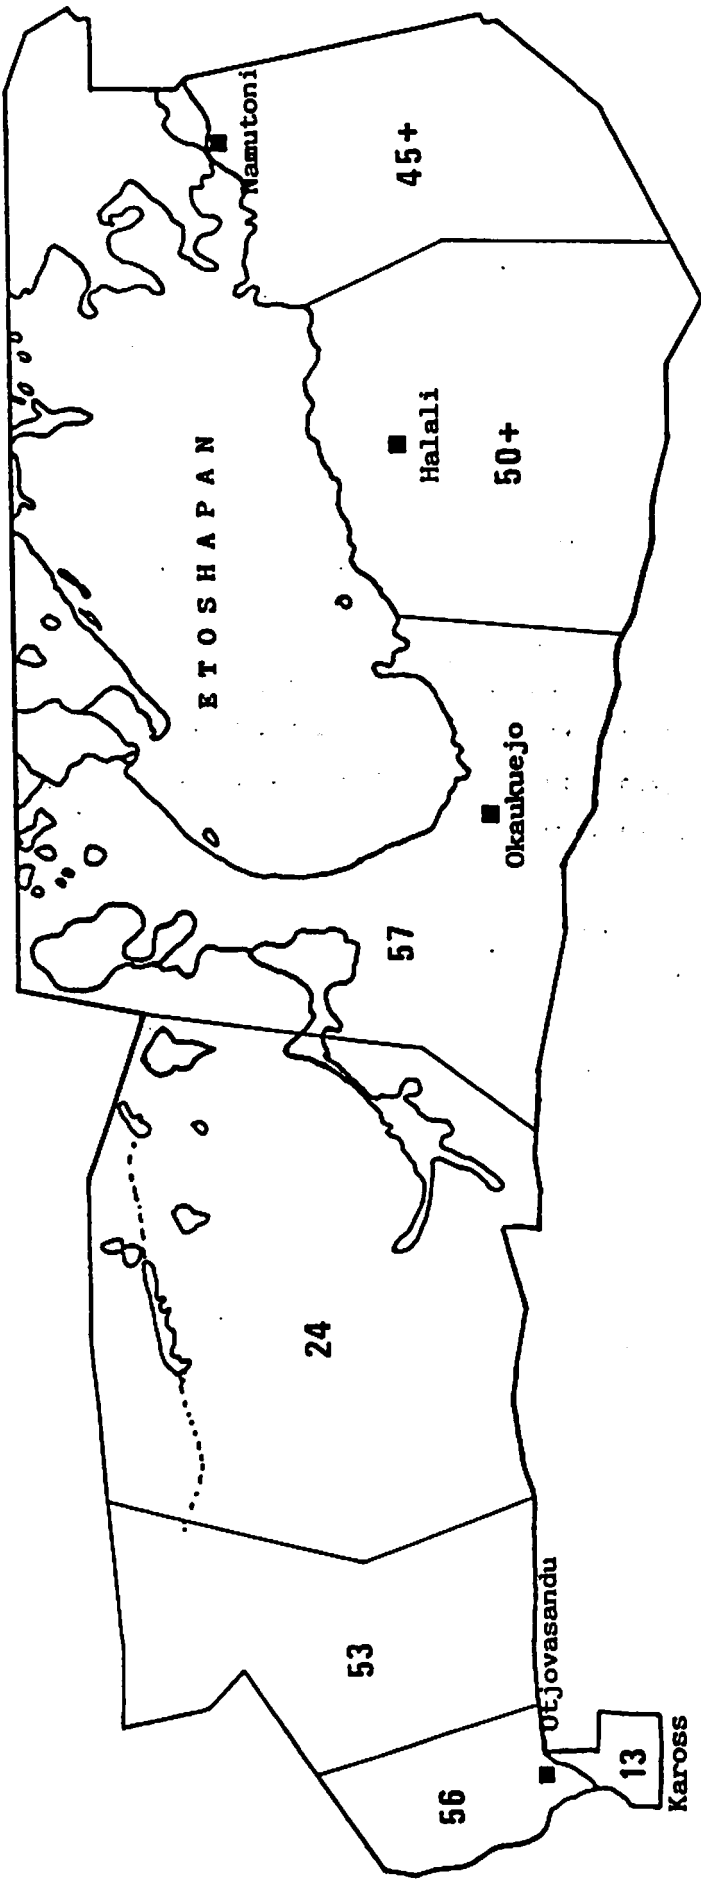 Namutoni
45+
ETOSHAPAN
Halali
50+
Okaukuejo
57
24
53
Otjovasandu
56
13
Kaross